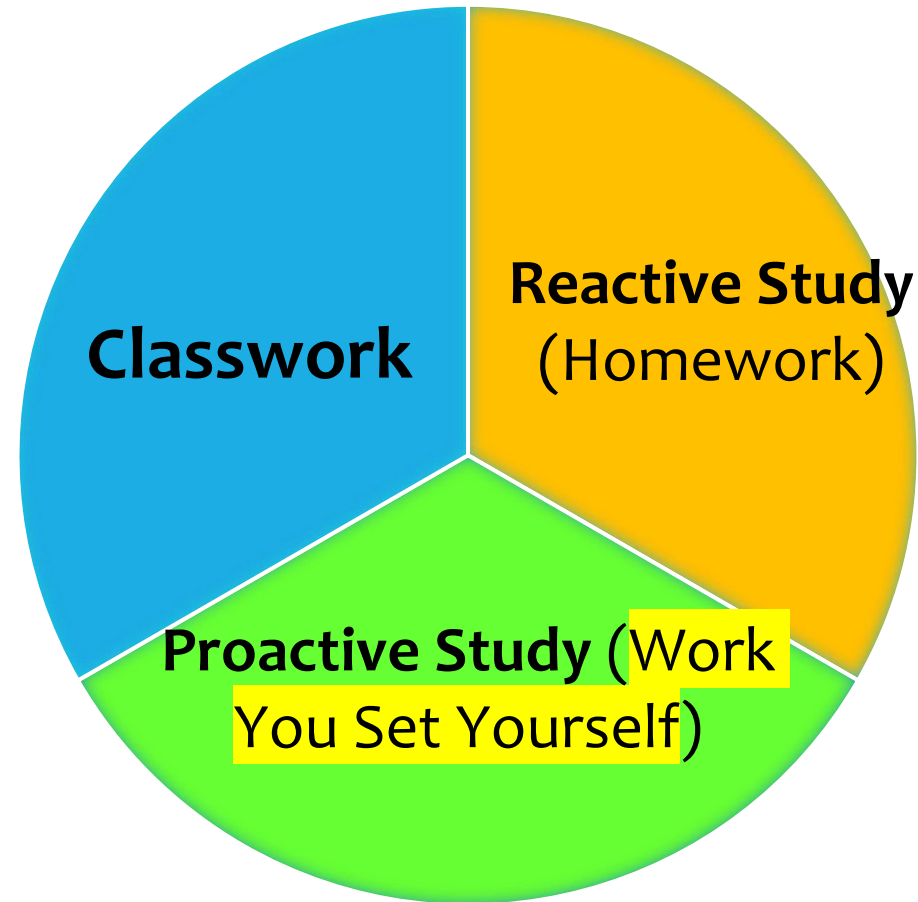 Classwork
Reactive Study
(Homework)
Proactive Study (Work
You Set Yourself)